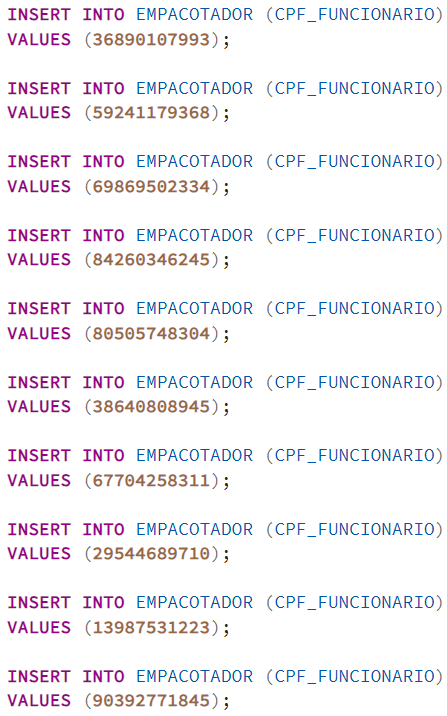 INSERT INTO EMPACOTADOR (CPF_FUNCIONARIO)
VALUES (36890107993);
INSERT INTO EMPACOTADOR (CPF_FUNCIONARIO)
VALUES (59241179368);
INSERT INTO EMPACOTADOR (CPF_FUNCIONARIO)
VALUES (69869502334);
INSERT INTO EMPACOTADOR (CPF_FUNCIONARIO)
VALUES (84260346245);
INSERT INTO EMPACOTADOR (CPF_FUNCIONARIO)
VALUES (80505748304);
INSERT INTO EMPACOTADOR (CPF_FUNCIONARIO)
VALUES (38640808945);
INSERT INTO EMPACOTADOR (CPF_FUNCIONARIO)
VALUES (67704258311);
INSERT INTO EMPACOTADOR (CPF_FUNCIONARIO)
VALUES (29544689710);
INSERT INTO EMPACOTADOR (CPF_FUNCIONARIO)
VALUES (13987531223);
INSERT INTO EMPACOTADOR (CPF_FUNCIONARIO)
VALUES (90392771845);